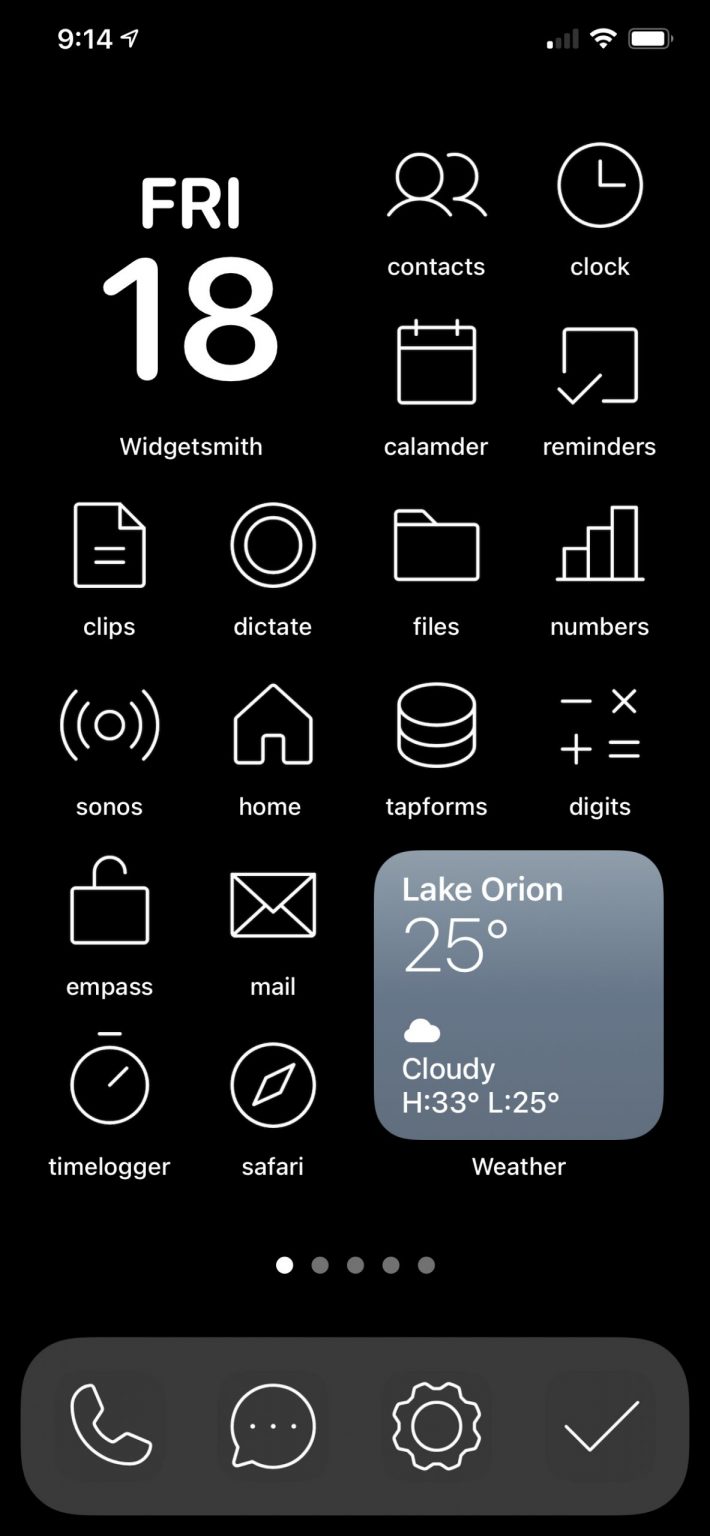 9:14
FRI
18
Widgetsmith
contacts
clock
calamder
reminders
clips
dictate
files
numbers
sonos
home
tapforms
digits
empass
mail
Lake Orion
25°
Cloudy
H:33° L:25°
timelogger
safari
Weather